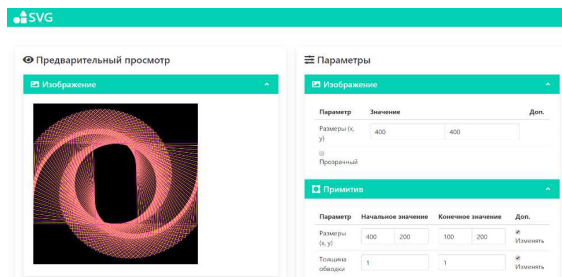 SVG
Предварительный просмотр
Изображение
Параметры
Изображение
Параметр Значение Доп.
Размеры (x, y) 400 400
Прозрачный
Примитив
Параметр Начальное значение Конечное значение Доп.
Размеры (x, y) 400 200 100 200 Изменять
Толщина обводки 1 1 Изменять